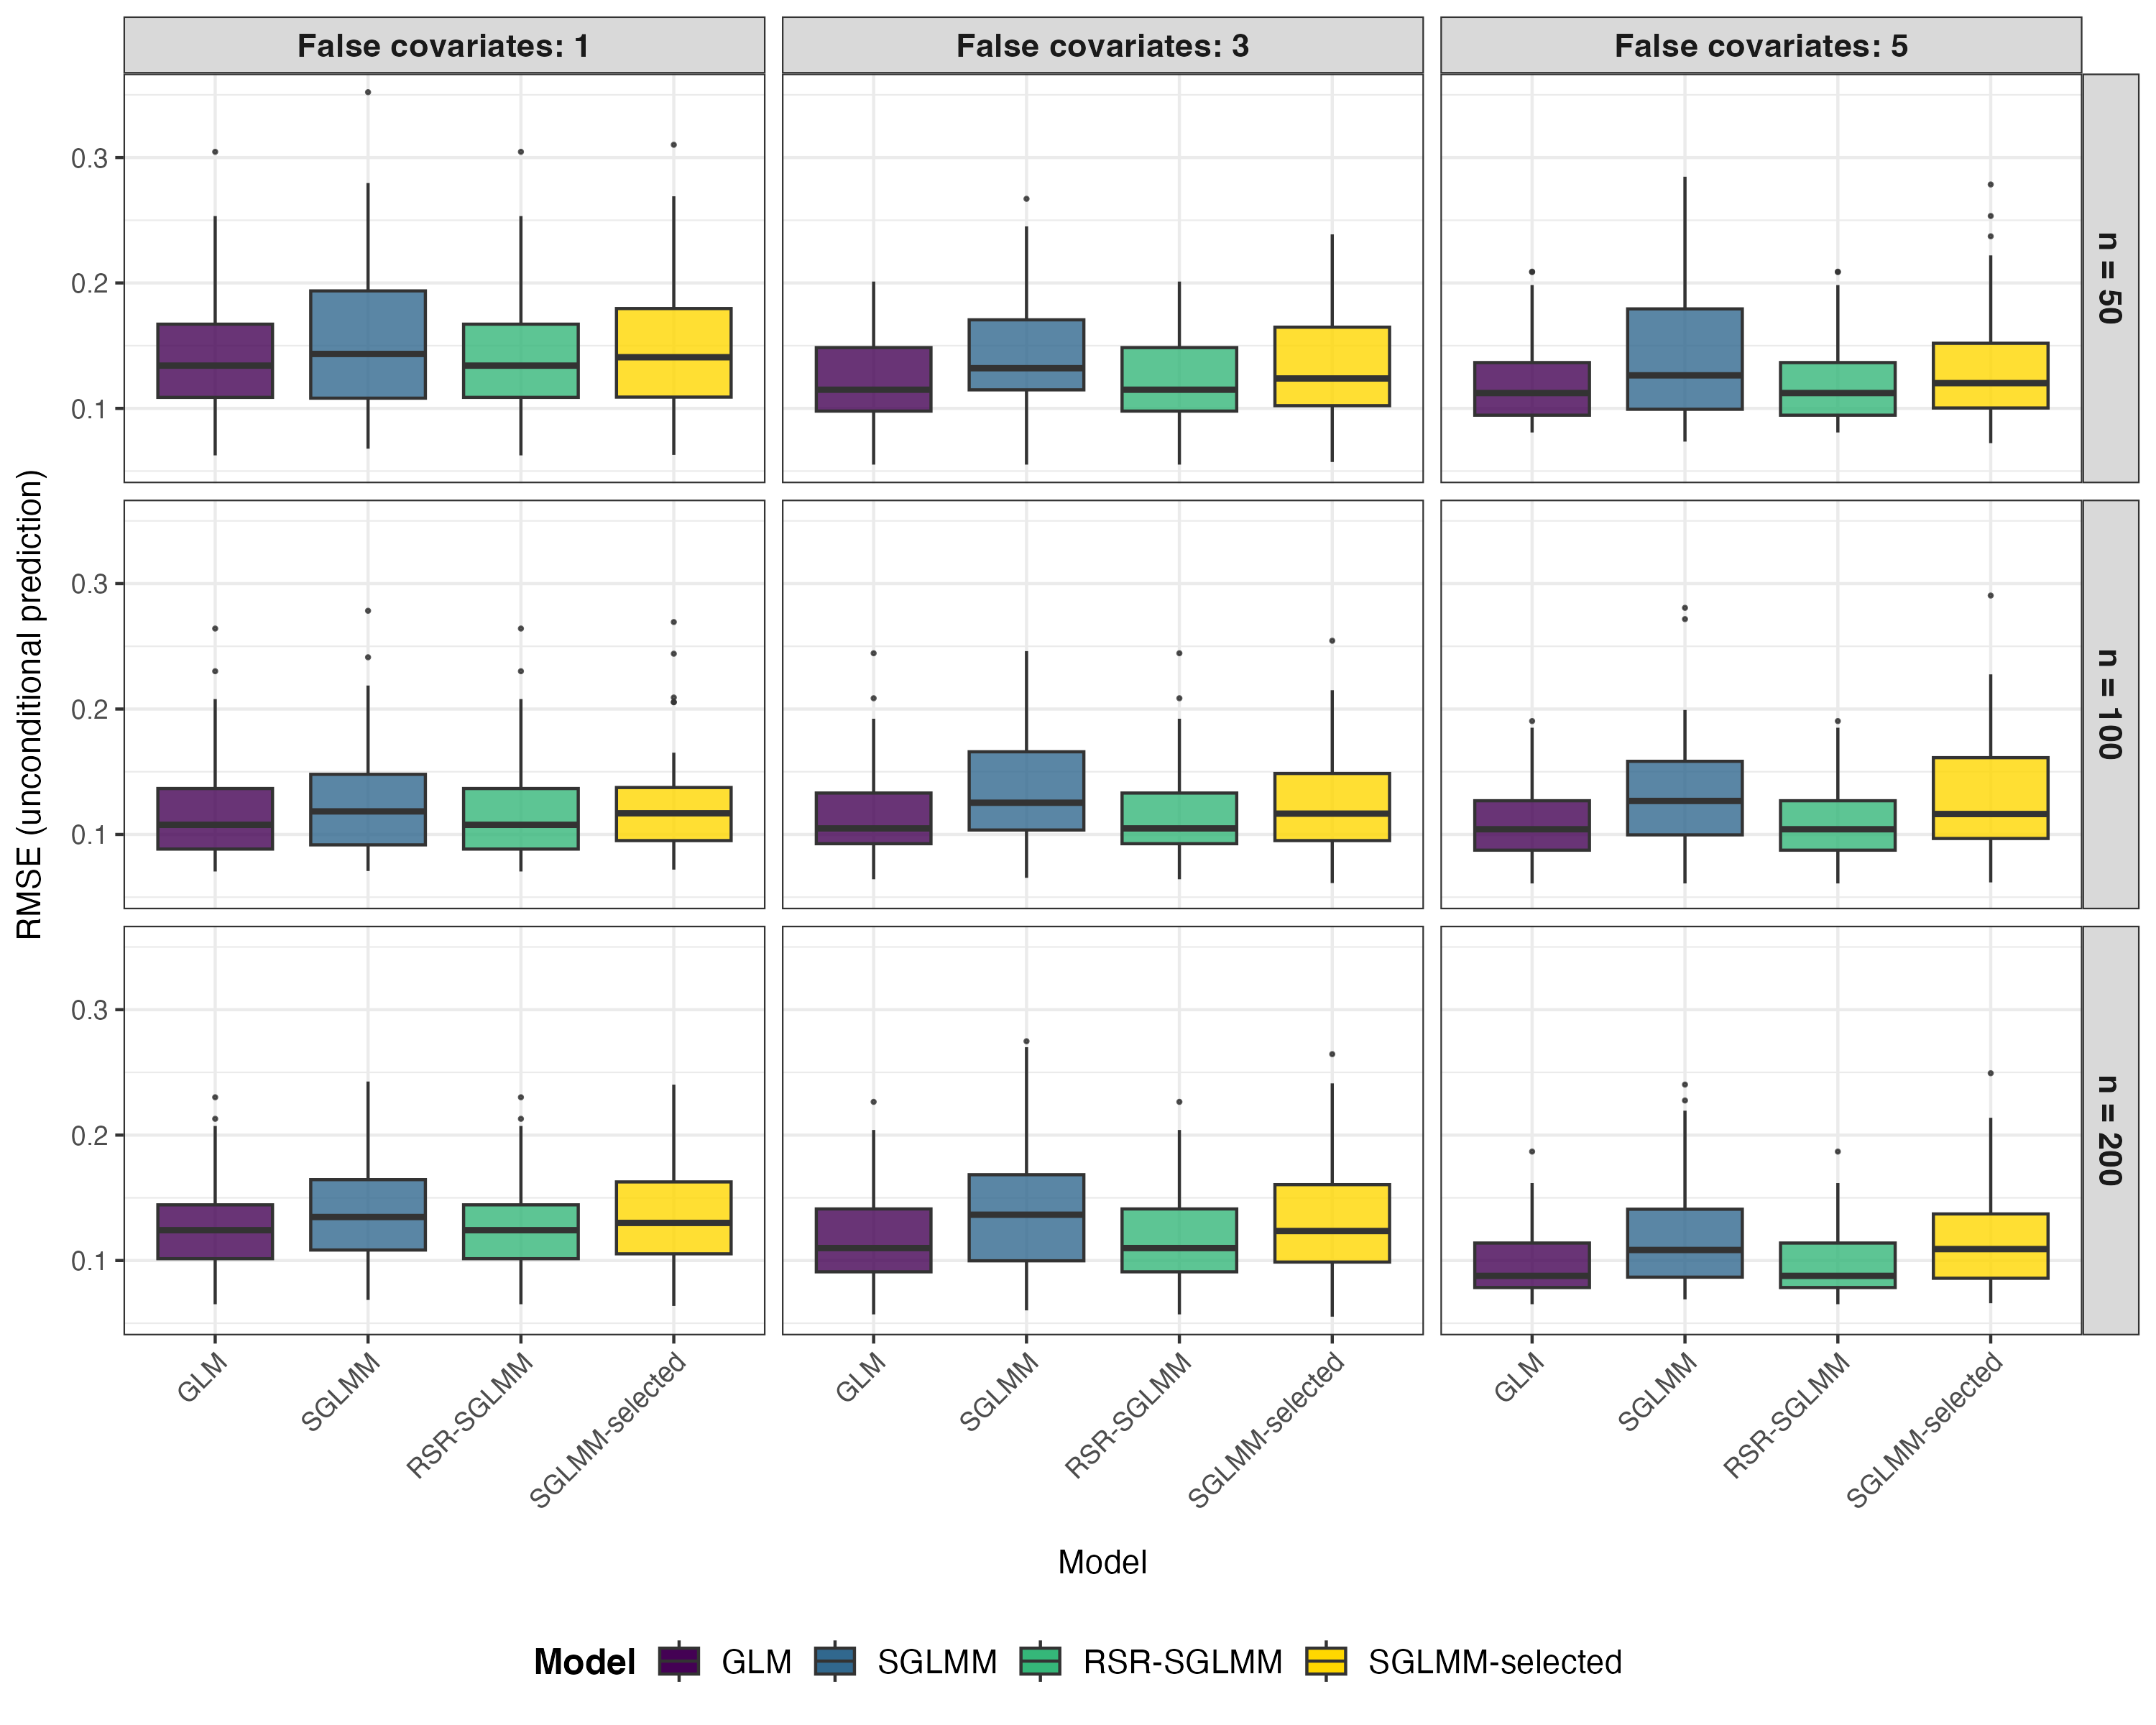 False covariates: 1
False covariates: 3
False covariates: 5
RMSE (unconditional prediction)
0.3
0.2
0.1
n = 50
0.3
0.2
0.1
n = 100
0.3
0.2
0.1
n = 200
GLM
SGLMM
RSR-SGLMM
SGLMM-selected
GLM
SGLMM
RSR-SGLMM
SGLMM-selected
GLM
SGLMM
RSR-SGLMM
SGLMM-selected
Model
Model GLM SGLMM RSR-SGLMM SGLMM-selected